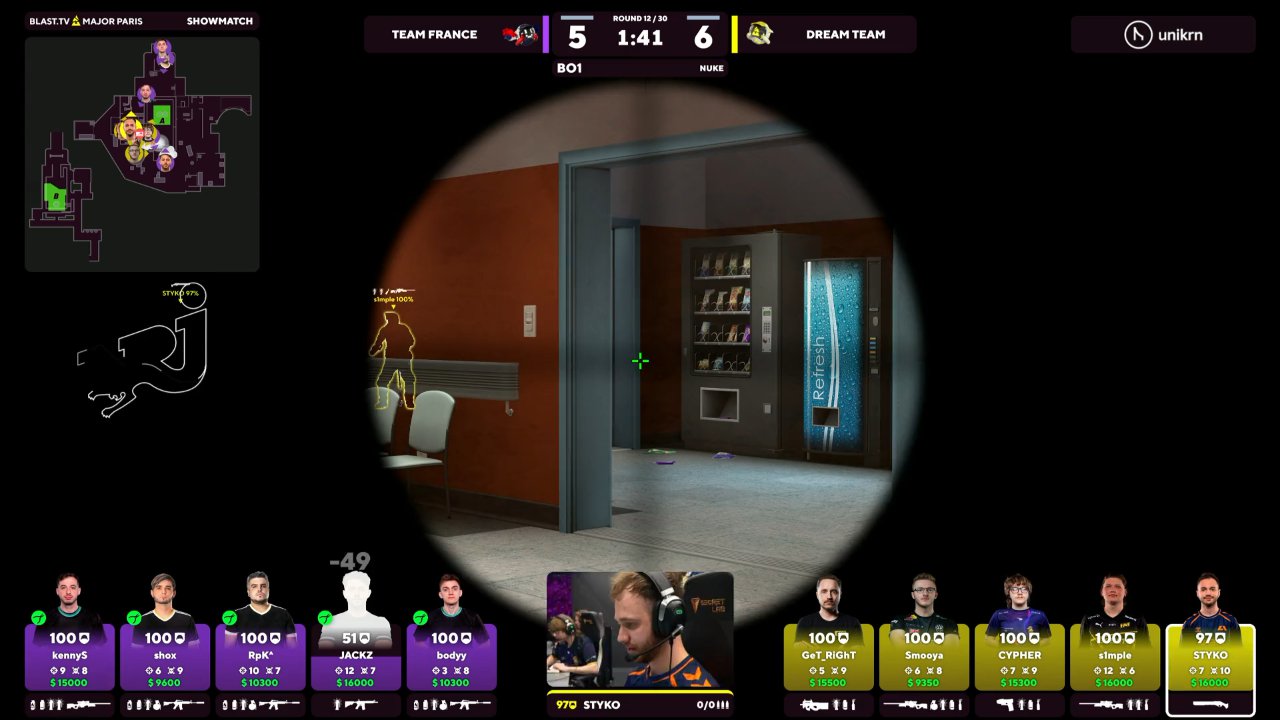 BLAST.TV MAJOR PARIS SHOWMATCH
TEAM FRANCE
5
ROUND 12 / 30
1:41
6
DREAM TEAM
unikrn
BO1
NUKE
STYKO 97%
s1mple 100%
Refresh
-49
SECRET LAB
100
kennyS
9 8
$15000
100
shox
6 9
$9600
100
RpK^
10 7
$10300
51
JACKZ
12 7
$16000
100
bodyy
3 8
$10300
97 STYKO 0/0
100
GeT_RiGhT
5 9
$15500
100
Smooya
6 8
$9350
100
CYPHER
7 9
$15300
100
s1mple
12 6
$16000
97
STYKO
7 10
$16000